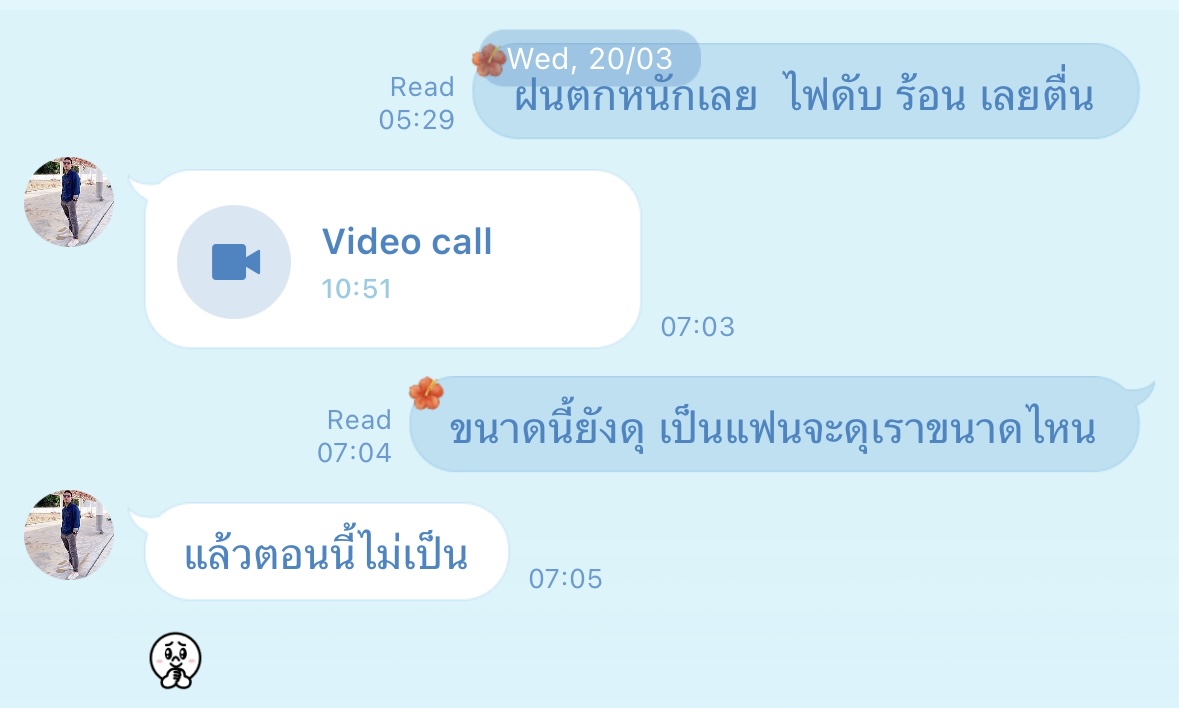 Wed, 20/03
ฝนตกหนักเลย ไฟดับ ร้อน เลยตื่น
Read
05:29
Video call
10:51
07:03
ขนาดนี้ยังดุ เป็นแฟนจะดุเราขนาดไหน
Read
07:04
แล้วตอนนี้ไม่เป็น
07:05